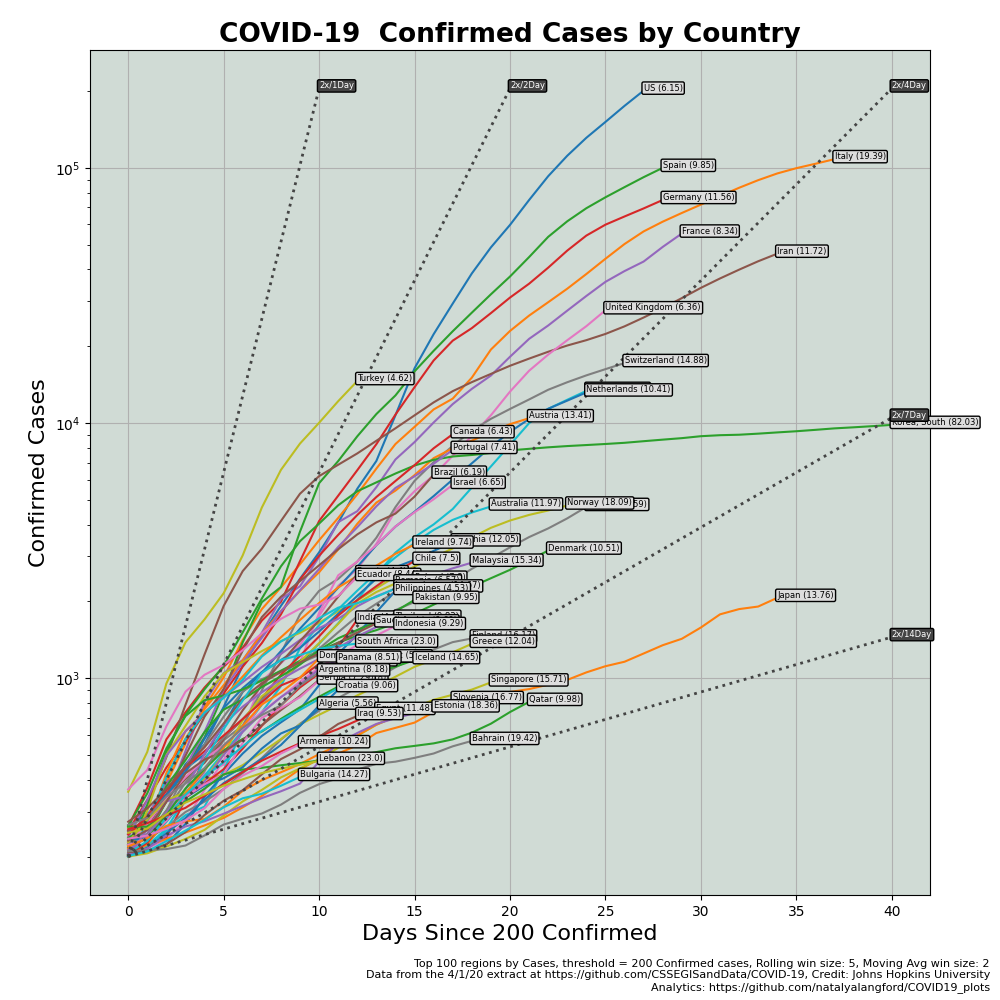 COVID-19  Confirmed Cases by Country
2x/1Day
2x/2Day
US (6.15)
2x/4Day
Italy (19.39)
Spain (9.85)
Germany (11.56)
France (8.34)
Iran (11.72)
United Kingdom (6.36)
Switzerland (14.88)
Turkey (4.62)
Netherlands (10.41)
Austria (13.41)
2x/7Day
Korea, South (82.03)
Canada (6.43)
Portugal (7.41)
Brazil (6.19)
Israel (6.65)
Australia (11.97)
Norway (18.09)
Ireland (9.74)
Denmark (10.51)
Chile (7.5)
Malaysia (15.34)
Ecuador
Philippines (4.53)
Pakistan (9.95)
Japan (13.76)
Indonesia (9.29)
2x/14Day
South Africa (23.0)
Greece (12.04)
Panama (8.51)
Iceland (14.65)
Argentina (8.18)
Croatia (9.06)
Singapore (15.71)
Slovenia (16.77)
Qatar (9.98)
Algeria (5.56)
Estonia (18.36)
Iraq (9.53)
Armenia (10.24)
Bahrain (19.42)
Lebanon (23.0)
Bulgaria (14.27)
10^5
10^4
10^3
Confirmed Cases
0 5 10 15 20 25 30 35 40
Days Since 200 Confirmed
Top 100 regions by Cases, threshold = 200 Confirmed cases, Rolling win size: 5, Moving Avg win size: 2
Data from the 4/1/20 extract at https://github.com/CSSEGISandData/COVID-19, Credit: Johns Hopkins University
Analytics: https://github.com/natalyalangford/COVID19_plots